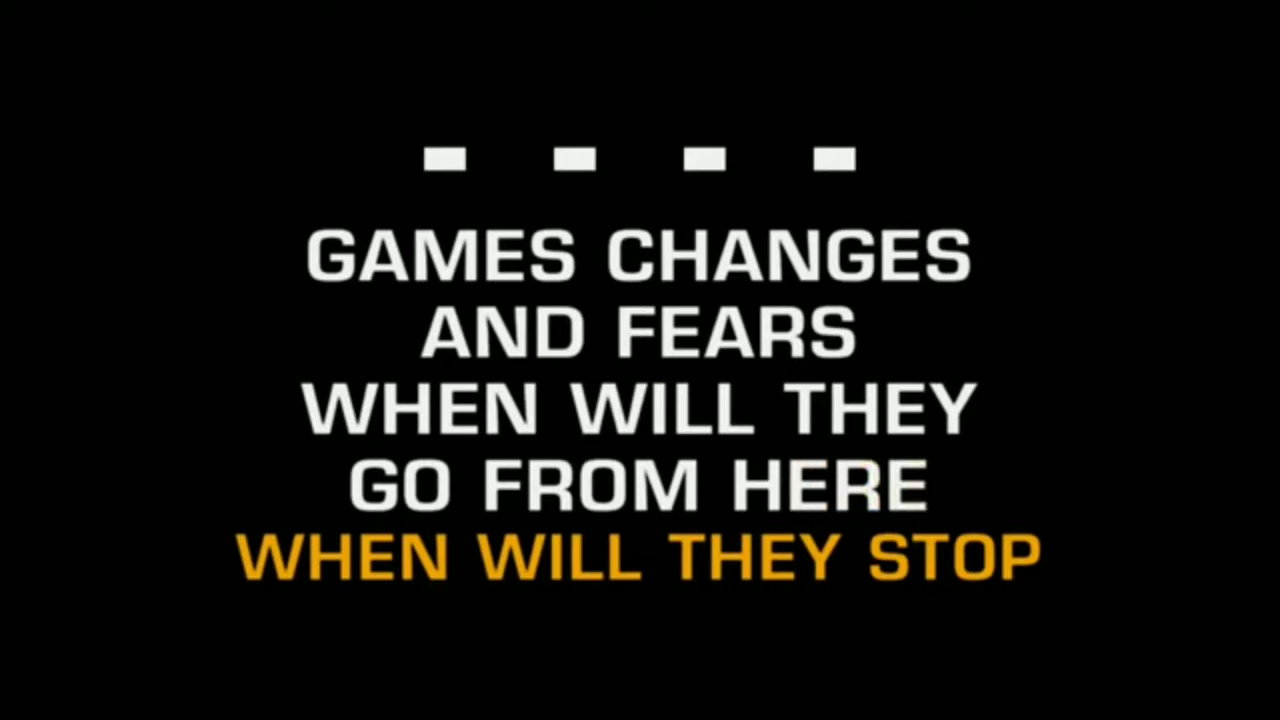 GAMES CHANGES
AND FEARS
WHEN WILL THEY
GO FROM HERE
WHEN WILL THEY STOP